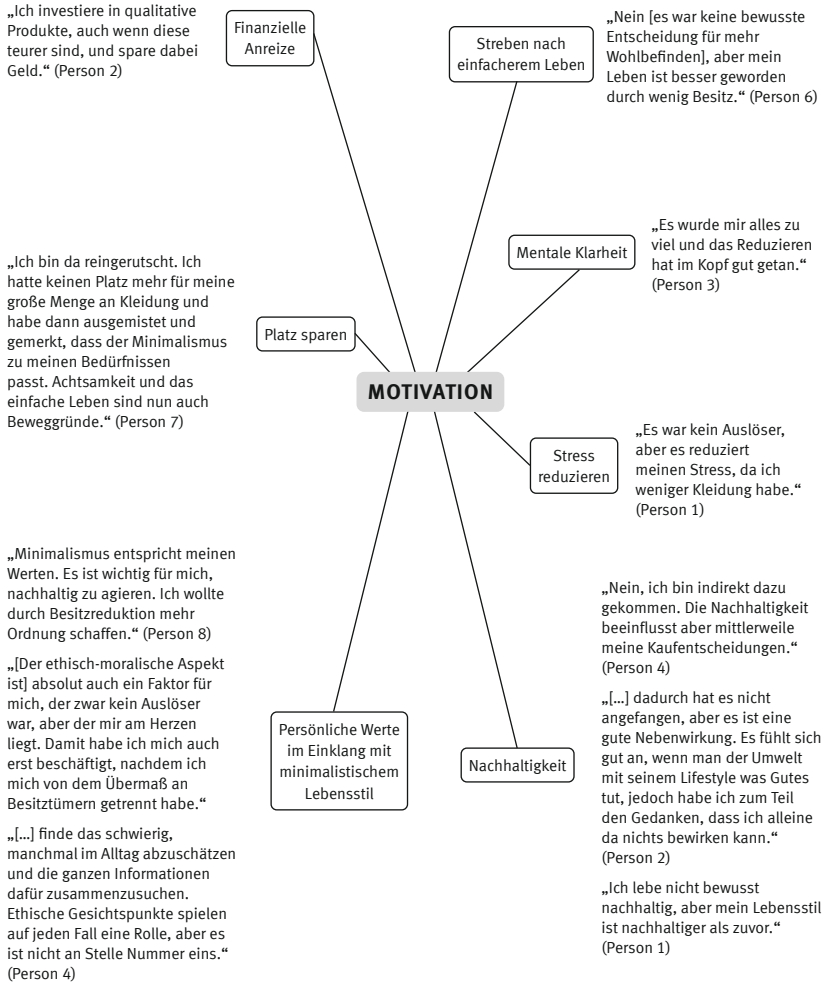 „Ich investiere in qualitative
Produkte, auch wenn diese
teurer sind, und spare dabei
Geld.“ (Person 2)
Finanzielle
Anreize
Streben nach
einfacherem Leben
„Nein [es war keine bewusste
Entscheidung für mehr
Wohlbefinden], aber mein
Leben ist besser geworden
durch wenig Besitz.“ (Person 6)
Mentale Klarheit
„Es wurde mir alles zu
viel und das Reduzieren
hat im Kopf gut getan.“
(Person 3)
„Ich bin da reingerutscht. Ich
hatte keinen Platz mehr für meine
große Menge an Kleidung und
habe dann ausgemistet und
gemerkt, dass der Minimalismus
zu meinen Bedürfnissen
passt. Achtsamkeit und das
einfache Leben sind nun auch
Beweggründe.“ (Person 7)
Platz sparen
MOTIVATION
Stress
reduzieren
„Es war kein Auslöser,
aber es reduziert
meinen Stress, da ich
weniger Kleidung habe.“
(Person 1)
„Minimalismus entspricht meinen
Werten. Es ist wichtig für mich,
nachhaltig zu agieren. Ich wollte
durch Besitzreduktion mehr
Ordnung schaffen.“ (Person 8)
„[Der ethisch-moralische Aspekt
ist] absolut auch ein Faktor für
mich, der zwar kein Auslöser
war, aber der mir am Herzen
liegt. Damit habe ich mich auch
erst beschäftigt, nachdem ich
mich von dem Übermaß an
Besitztümern getrennt habe.“
„[…] finde das schwierig,
manchmal im Alltag abzuschätzen
und die ganzen Informationen
dafür zusammenzusuchen.
Ethische Gesichtspunkte spielen
auf jeden Fall eine Rolle, aber es
ist nicht an Stelle Nummer eins.“
(Person 4)
Persönliche Werte
im Einklang mit
minimalistischem
Lebensstil
Nachhaltigkeit
„Nein, ich bin indirekt dazu
gekommen. Die Nachhaltigkeit
beeinflusst aber mittlerweile
meine Kaufentscheidungen.“
(Person 4)
„[…] dadurch hat es nicht
angefangen, aber es ist eine
gute Nebenwirkung. Es fühlt sich
gut an, wenn man der Umwelt
mit seinem Lifestyle was Gutes
tut, jedoch habe ich zum Teil
den Gedanken, dass ich alleine
da nichts bewirken kann.“
(Person 2)
„Ich lebe nicht bewusst
nachhaltig, aber mein Lebensstil
ist nachhaltiger als zuvor.“
(Person 1)